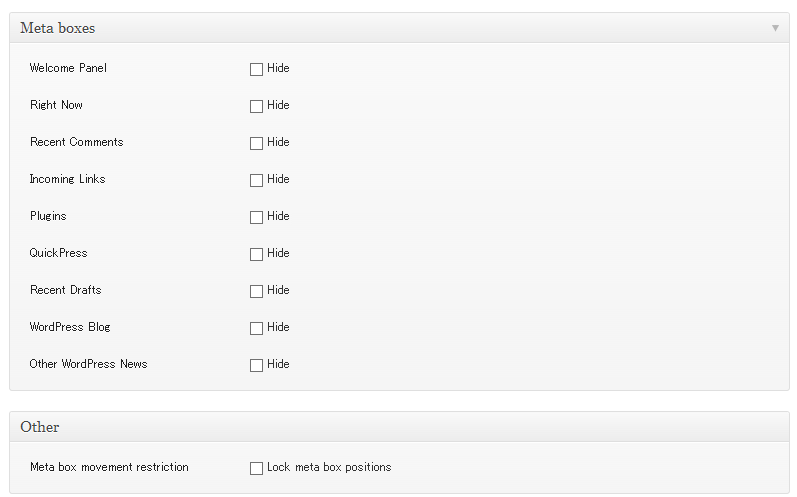 Meta boxes
Welcome Panel Hide
Right Now Hide
Recent Comments Hide
Incoming Links Hide
Plugins Hide
QuickPress Hide
Recent Drafts Hide
WordPress Blog Hide
Other WordPress News Hide
Other
Meta box movement restriction Lock meta box positions